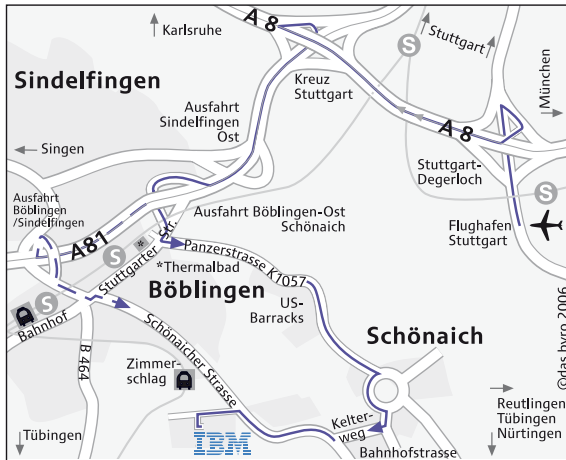 Karlsruhe
A 8
S
Stuttgart
Sindelfingen
Kreuz
Stuttgart
München
Ausfahrt
Sindelfingen
Ost
A 8
Singen
Stuttgart-
Degerloch
S
Ausfahrt
Böblingen
/Sindelfingen
Ausfahrt Böblingen-Ost
Schönaich
Flughafen
Stuttgart
A81
S
*
Stuttgarter Str.
Panzerstrasse K1057
*Thermalbad
Böblingen
S
US-
Barracks
Bahnhof
Schönaich
Schönaicher Strasse
B 464
Zimmer-
schlag
©das byro 2006
Reutlingen
Tübingen
Nürtingen
Kelter-
weg
Tübingen
IBM
Bahnhofstrasse